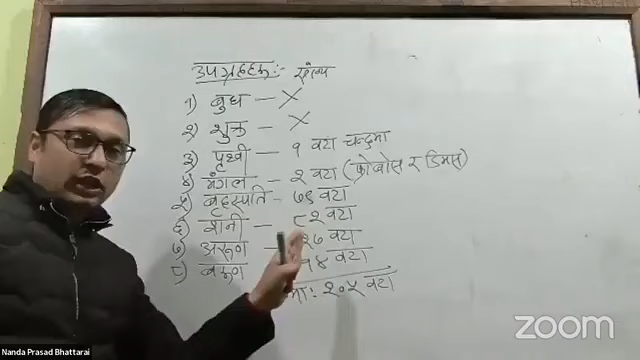 उपग्रहहरू:- संख्या
१) बुध — X
२) शुक्र — X
३) पृथ्वी — १ वटा चन्द्रमा
४) मंगल — २ वटा (फोबोस र डिमोस)
५) बृहस्पति - ७९ वटा
६) शनी — ८२ वटा
७) अरूण — २७ वटा
८) वरूण १४ वटा
२०५ वटा
Nanda Prasad Bhattarai
zoom